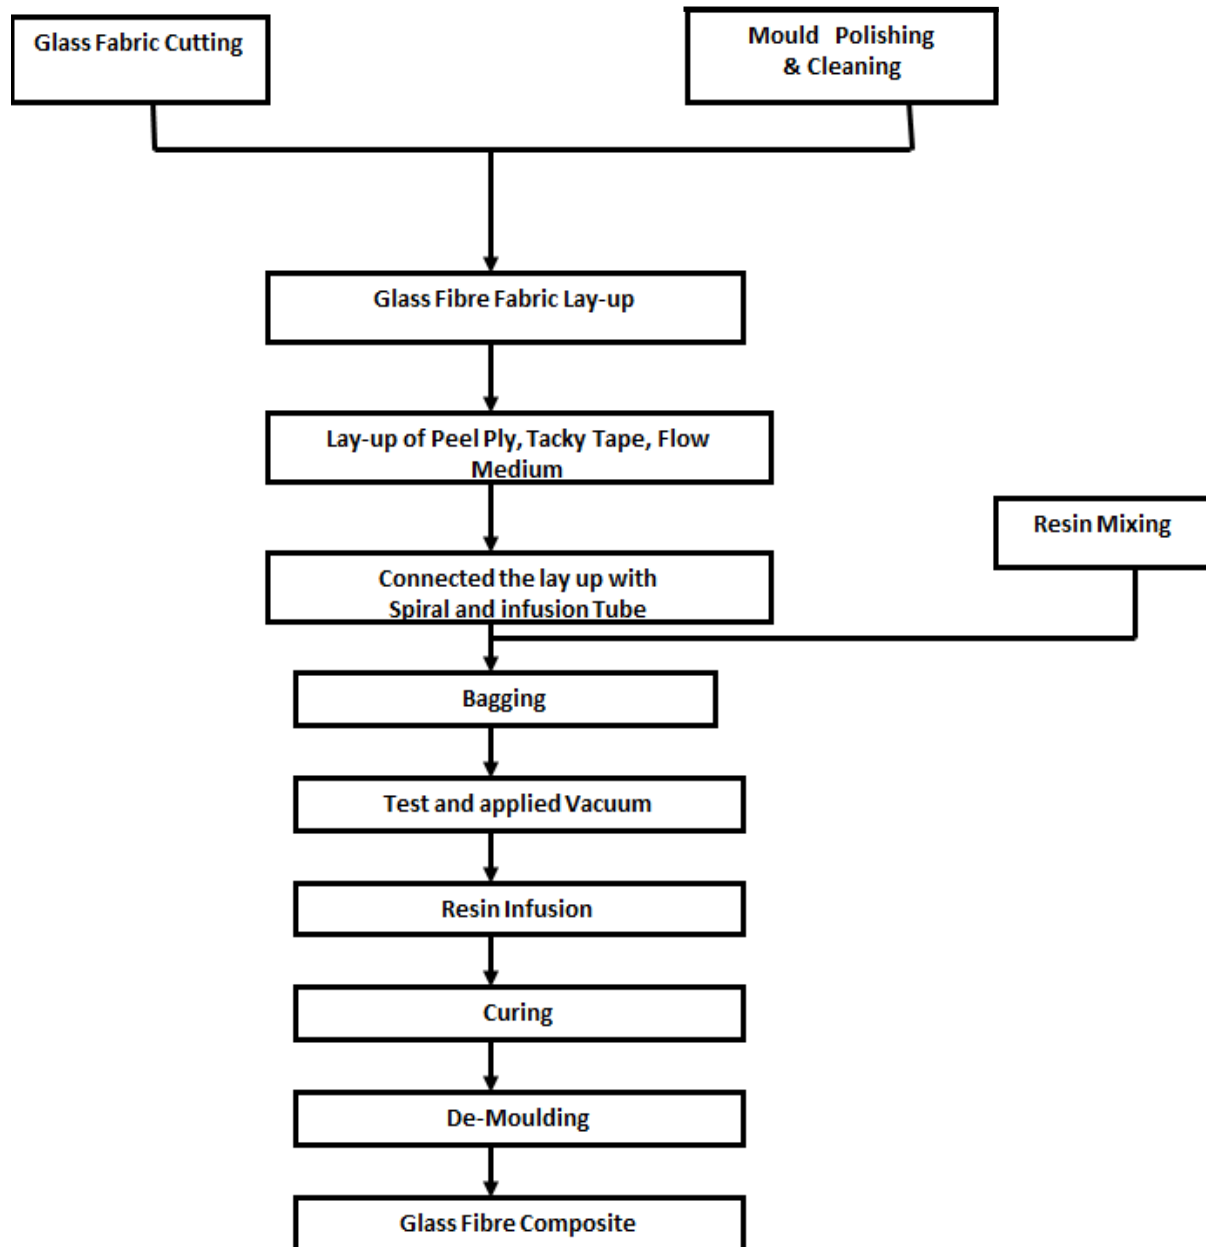 Glass Fabric Cutting
Mould Polishing
& Cleaning
Glass Fibre Fabric Lay-up
Lay-up of Peel Ply, Tacky Tape, Flow
Medium
Resin Mixing
Connected the lay up with
Spiral and infusion Tube
Bagging
Test and applied Vacuum
Resin Infusion
Curing
De-Moulding
Glass Fibre Composite